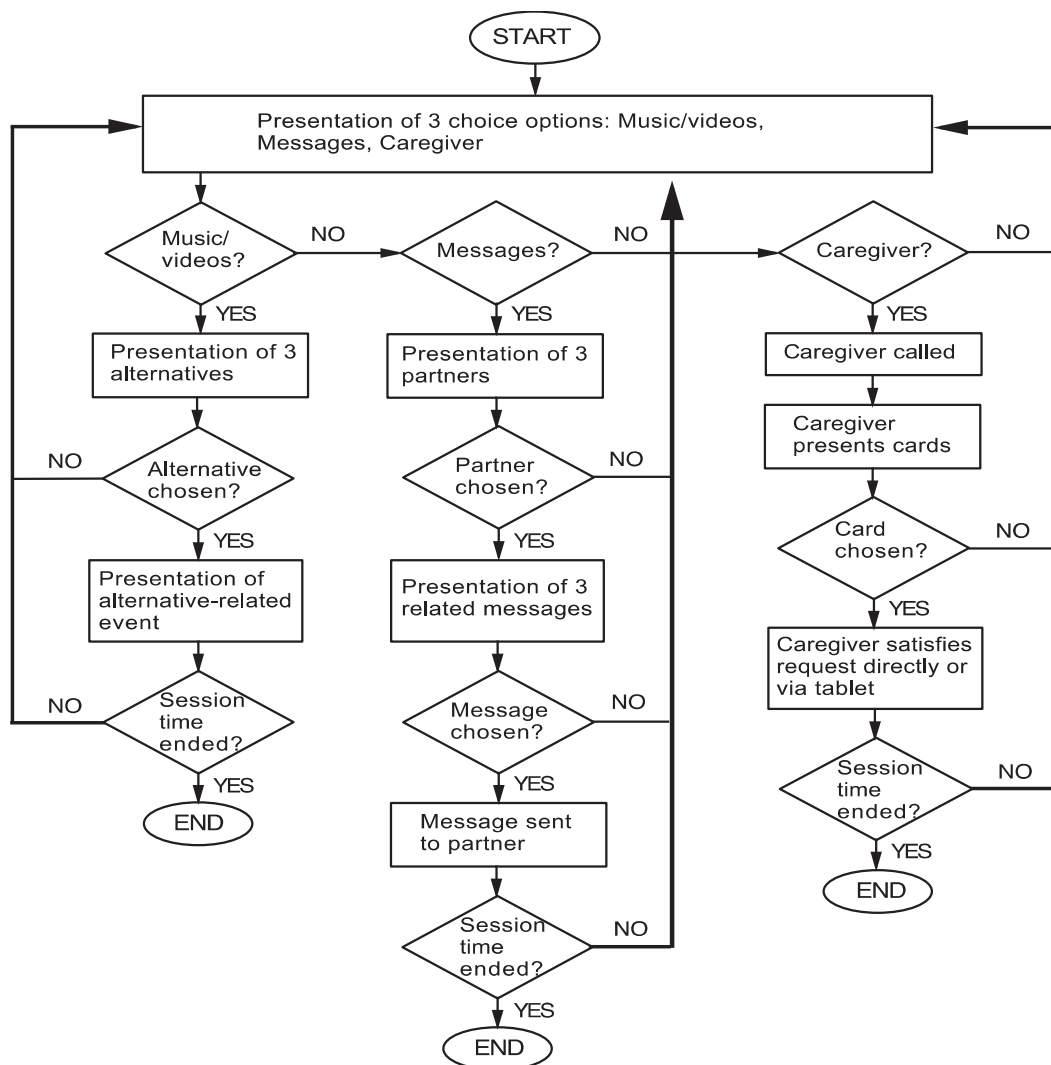 START
Presentation of 3 choice options: Music/videos,
Messages, Caregiver
Music/
videos?
NO
Messages?
NO
Caregiver?
NO
YES
YES
YES
Presentation of 3
alternatives
Presentation of 3
partners
Caregiver called
Caregiver
presents cards
NO
Alternative
chosen?
Partner
chosen?
NO
YES
YES
Card
chosen?
NO
Presentation of
alternative-related
event
Presentation of 3
related messages
YES
Caregiver satisfies
request directly or
via tablet
NO
Session
time
ended?
Message
chosen?
NO
YES
YES
Session
time
ended?
NO
END
Message sent
to partner
YES
END
Session
time
ended?
NO
YES
END